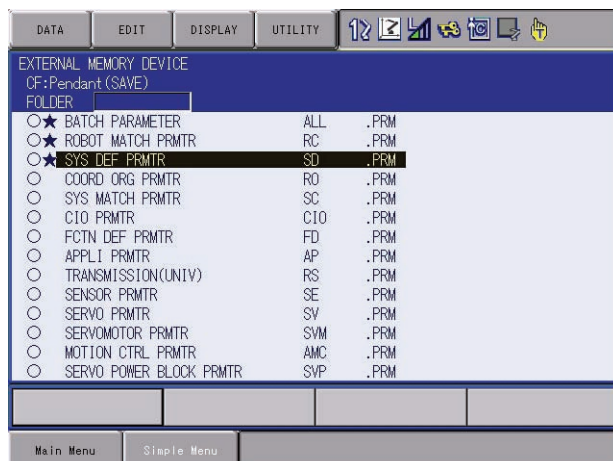 DATA EDIT DISPLAY UTILITY
EXTERNAL MEMORY DEVICE
CF:Pendant(SAVE)
FOLDER
BATCH PARAMETER ALL .PRM
ROBOT MATCH PRMTR RC .PRM
SYS DEF PRMTR SD .PRM
COORD ORG PRMTR RO .PRM
SYS MATCH PRMTR SC .PRM
CIO PRMTR CIO .PRM
FCTN DEF PRMTR FD .PRM
APPLI PRMTR AP .PRM
TRANSMISSION(UNIV) RS .PRM
SENSOR PRMTR SE .PRM
SERVO PRMTR SV .PRM
SERVOMOTOR PRMTR SVM .PRM
MOTION CTRL PRMTR AMC .PRM
SERVO POWER BLOCK PRMTR SVP .PRM
Main Menu Simple Menu